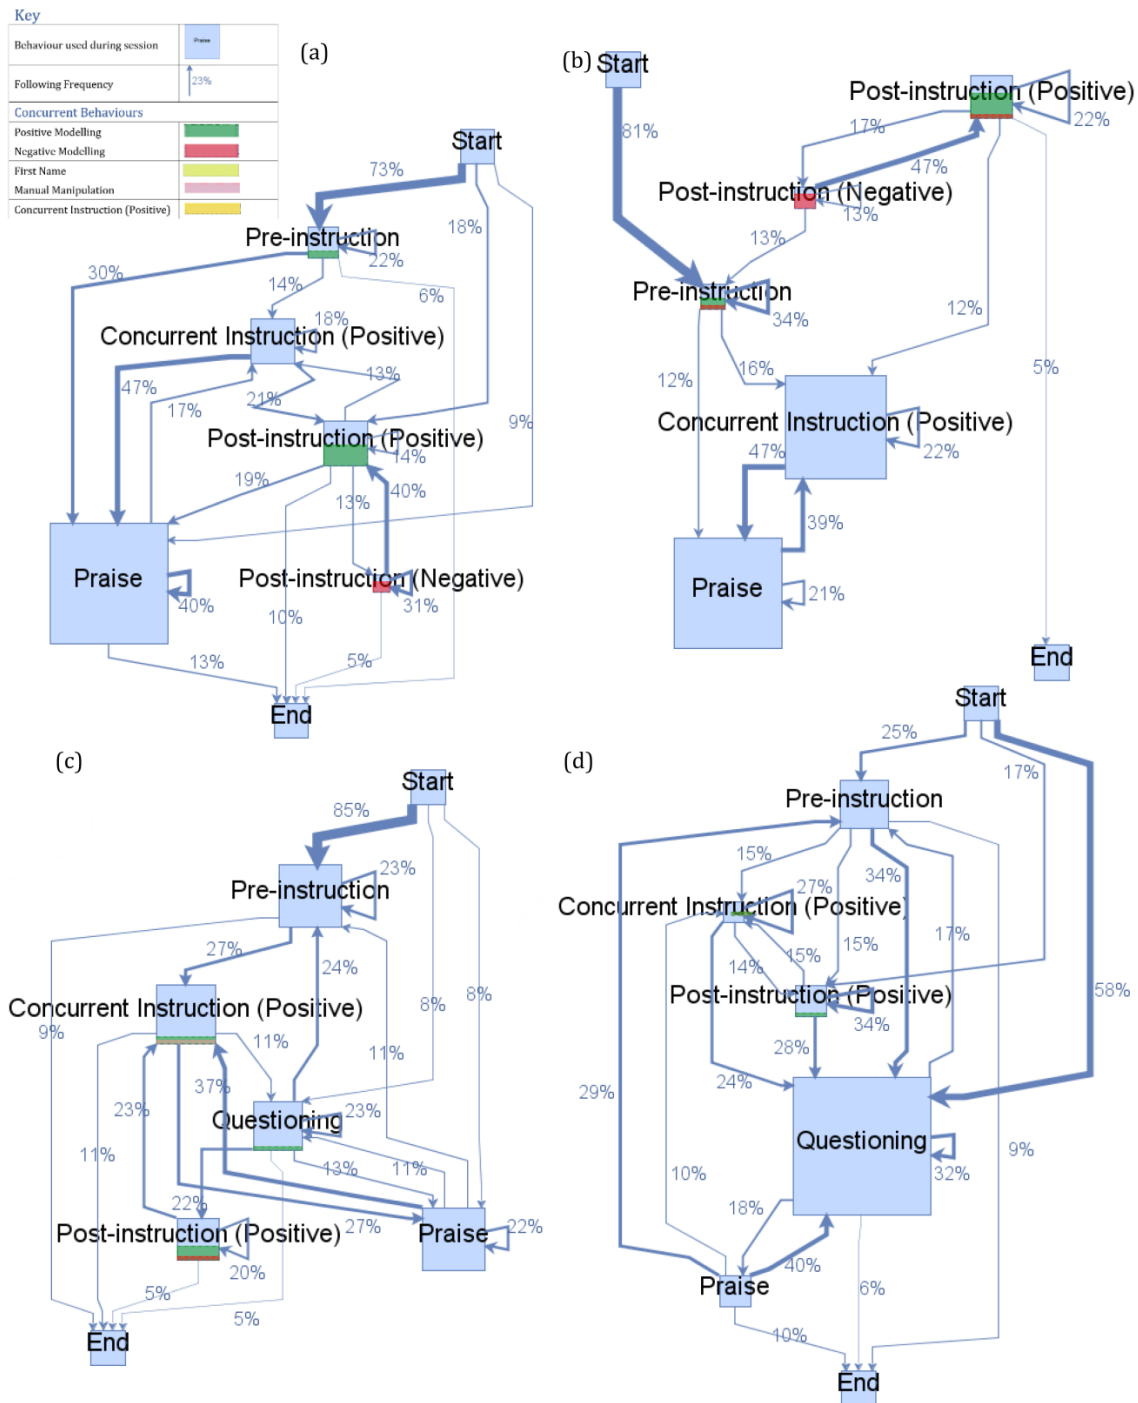 Key
Behaviour used during session
Praise
Following Frequency
23%
Concurrent Behaviours
Positive Modelling
Negative Modelling
First Name
Manual Manipulation
Concurrent Instruction (Positive)
(a)
Start
73%
18%
Pre-instruction
22%
30%
14%
6%
18%
Concurrent Instruction (Positive)
47%
13%
21%
17%
9%
Post-instruction (Positive)
14%
19%
40%
13%
Praise
40%
Post-instruction (Negative)
31%
10%
13%
5%
End
(b)
Start
Post-instruction (Positive)
22%
81%
17%
47%
Post-instruction (Negative)
13%
13%
Pre-instruction
34%
12%
16%
5%
12%
Concurrent Instruction (Positive)
47%
22%
39%
Praise
21%
End
(c)
Start
85%
23%
Pre-instruction
27%
24%
8%
8%
Concurrent Instruction (Positive)
9%
11%
11%
37%
23%
Questioning
23%
11%
13%
11%
22%
27%
Post-instruction (Positive)
Praise
22%
20%
5%
5%
End
(d)
Start
25%
17%
Pre-instruction
15%
34%
27%
Concurrent Instruction (Positive)
17%
15%
14%
15%
Post-instruction (Positive)
58%
34%
28%
24%
29%
Questioning
9%
32%
10%
18%
40%
Praise
6%
10%
End